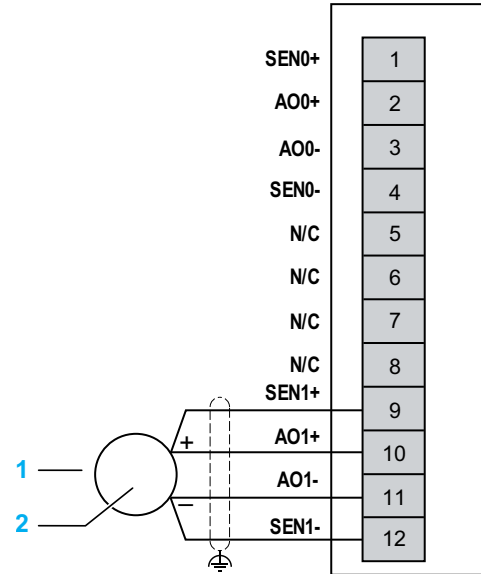 SEN0+ 1
AO0+ 2
AO0- 3
SEN0- 4
N/C 5
N/C 6
N/C 7
N/C 8
SEN1+ 9
+ AO1+ 10
1
− AO1- 11
2
SEN1- 12